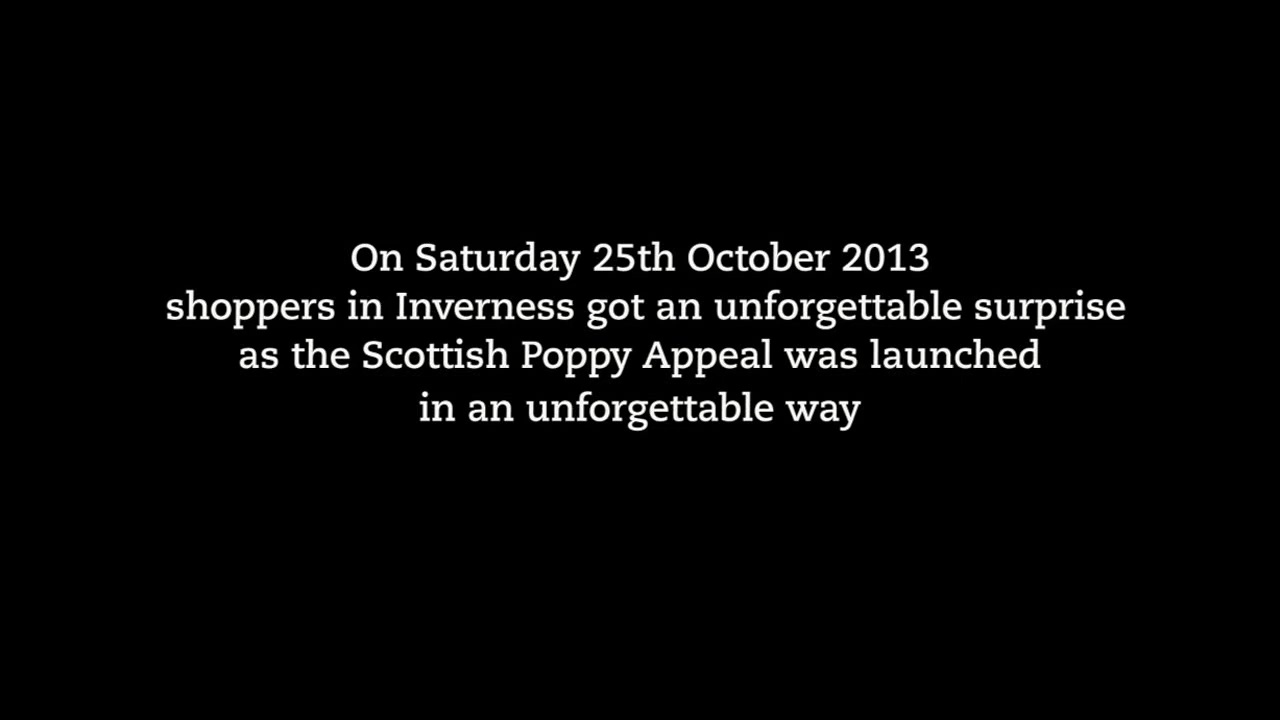 On Saturday 25th October 2013
shoppers in Inverness got an unforgettable surprise
as the Scottish Poppy Appeal was launched
in an unforgettable way